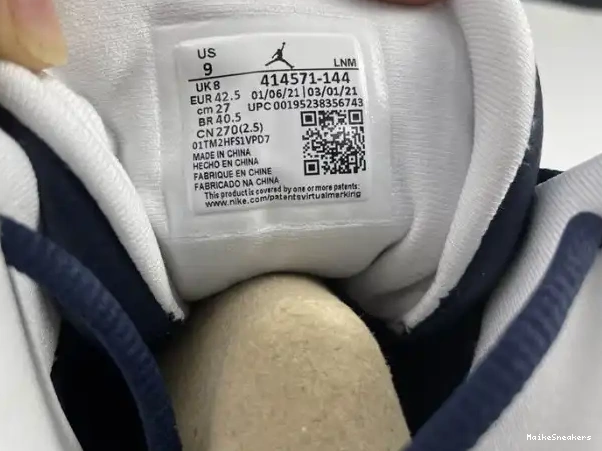 US
9
LNM
UK 8
414571-144
EUR 42.5
01/06/21 | 03/01/21
cm 27
UPC 00195238356743
BR 40.5
CN 270(2.5)
01TM2HFS1VPD7
MADE IN CHINA
HECHO EN CHINA
FABRIQUE EN CHINE
FABRICADO NA CHINA
This product is covered by one or more patents:
www.nike.com/patentsvirtualmarking
MaikeSneakers